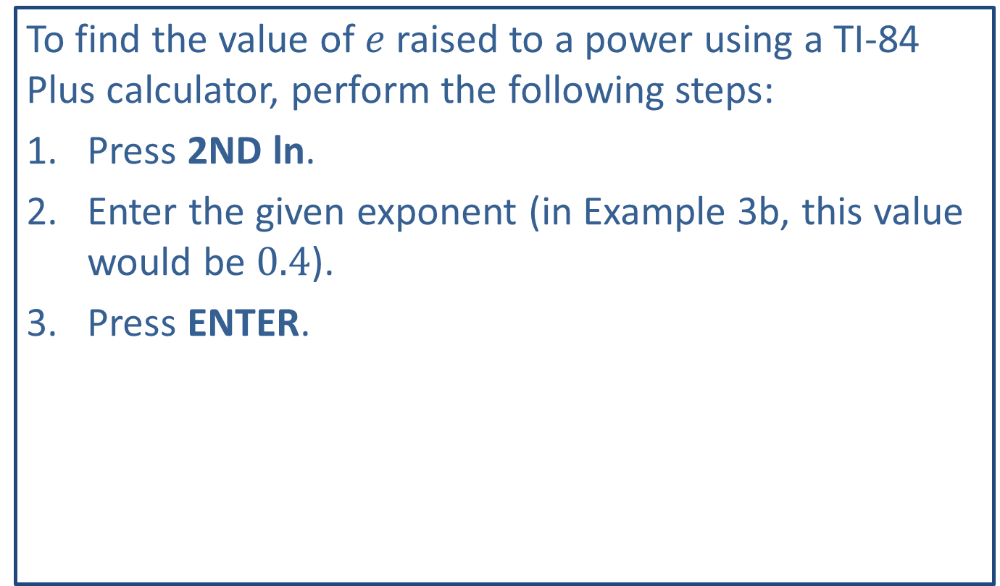 To find the value of e raised to a power using a TI-84
Plus calculator, perform the following steps:
1. Press 2ND ln.
2. Enter the given exponent (in Example 3b, this value
would be 0.4).
3. Press ENTER.